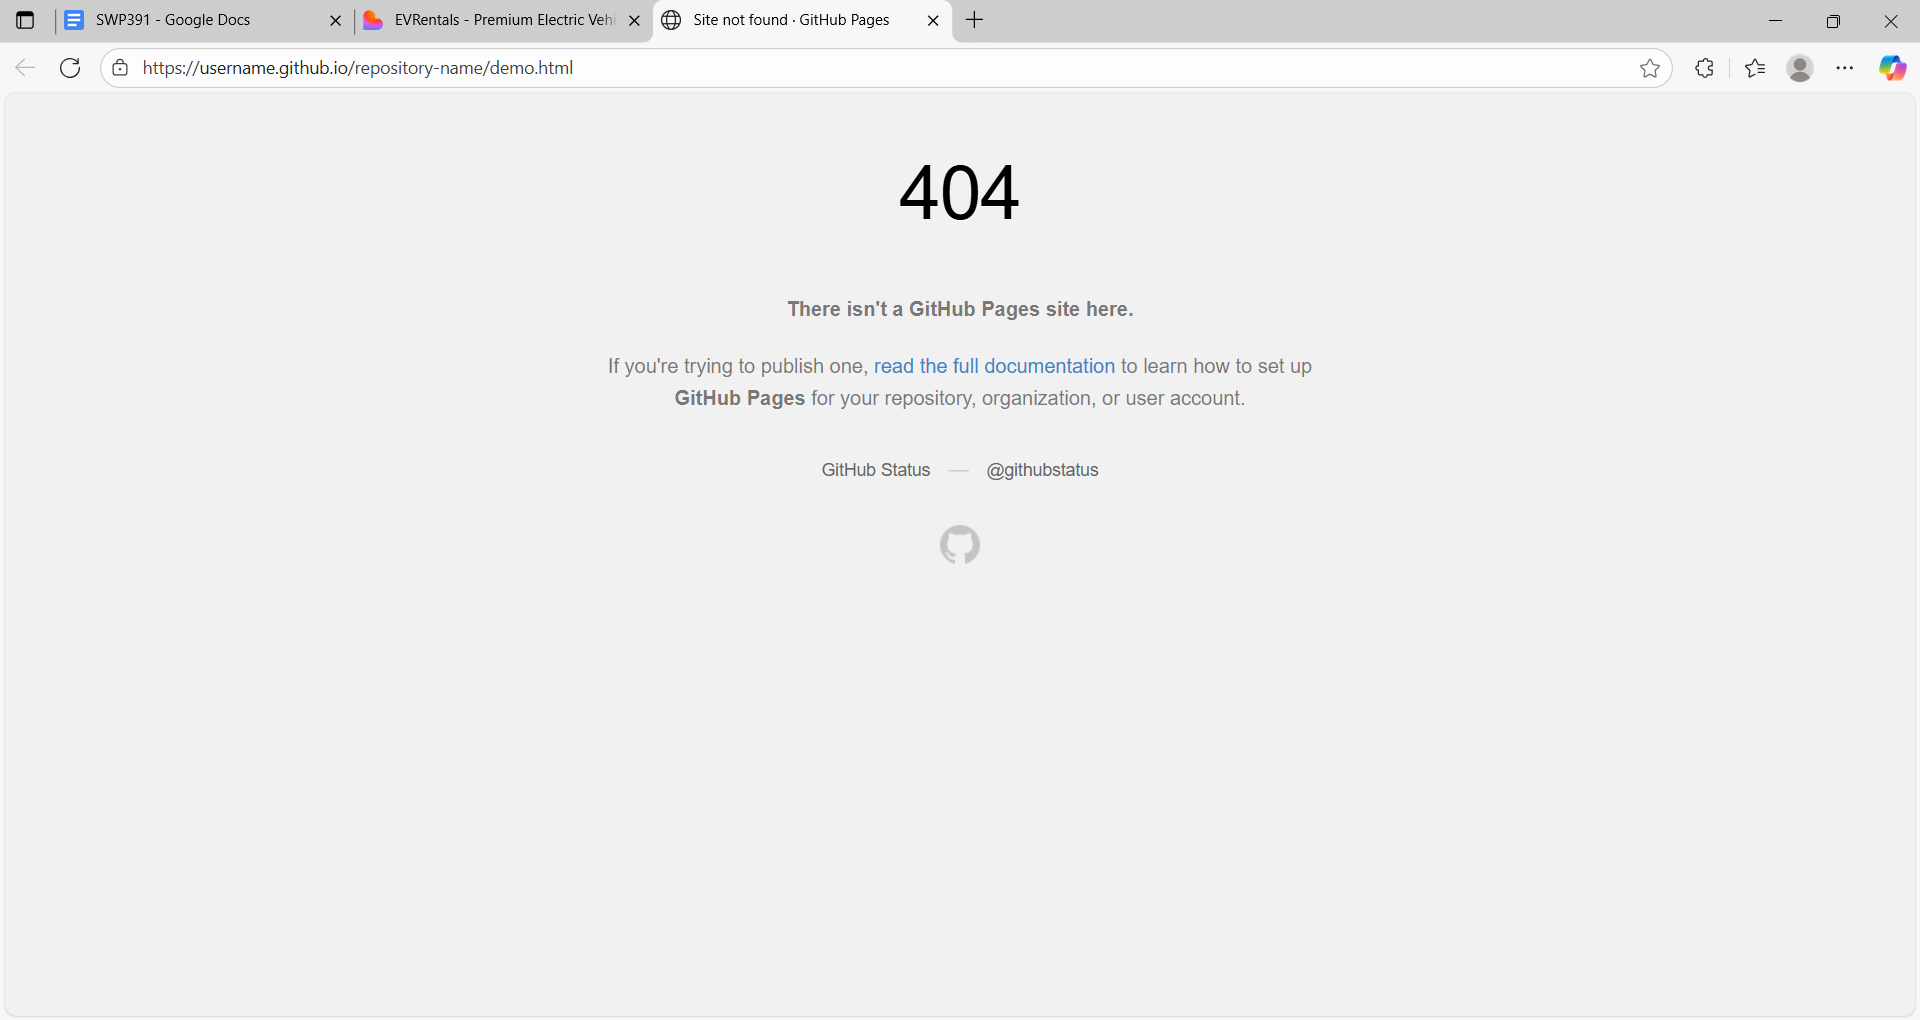 SWP391 - Google Docs
EVRentals - Premium Electric Vehi
Site not found · GitHub Pages
https://username.github.io/repository-name/demo.html
404
There isn't a GitHub Pages site here.
If you're trying to publish one, read the full documentation to learn how to set up
GitHub Pages for your repository, organization, or user account.
GitHub Status — @githubstatus